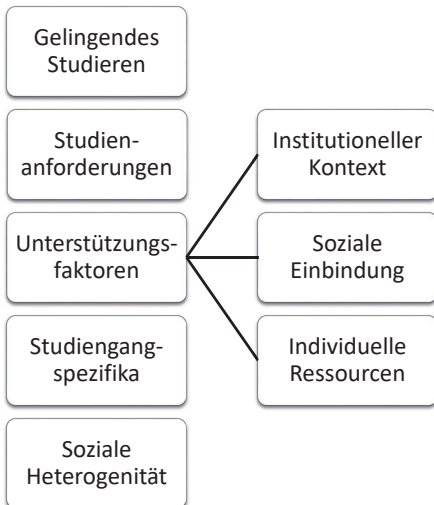 Gelingendes
Studieren
Studien-
anforderungen
Unterstützungs-
faktoren
Studiengang-
spezifika
Soziale
Heterogenität
Institutioneller
Kontext
Soziale
Einbindung
Individuelle
Ressourcen